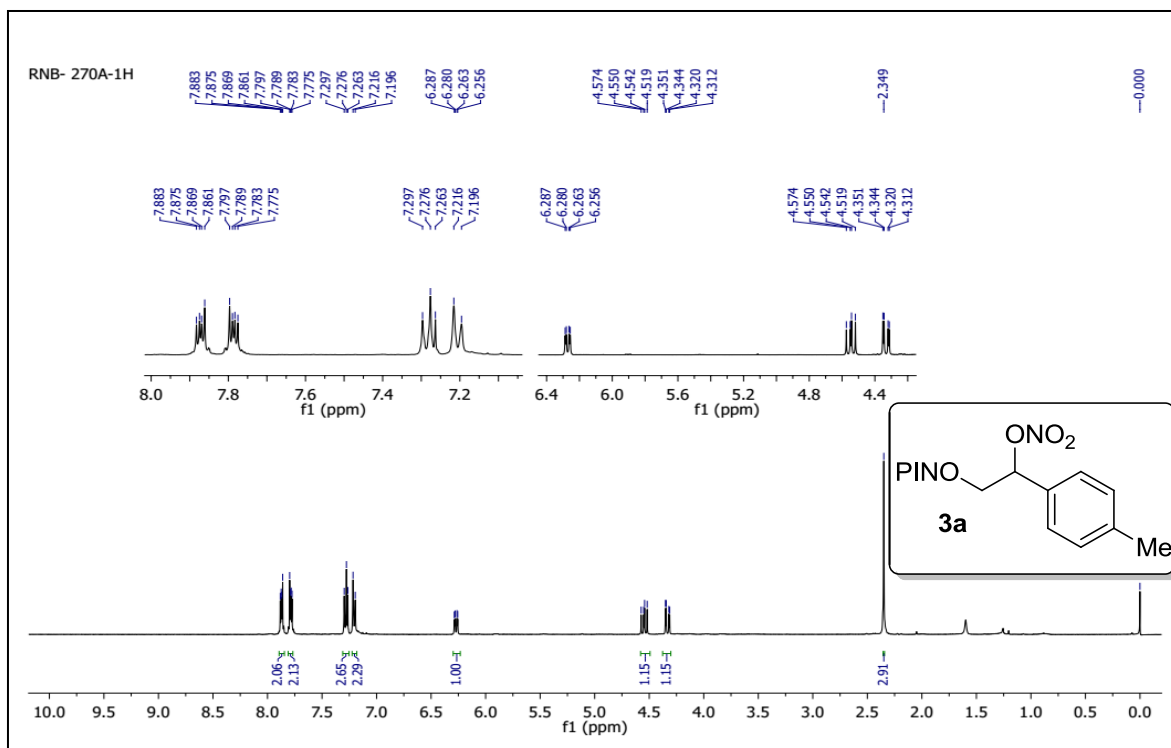 RNB- 270A-1H
7.883 7.875 7.869 7.861 7.797 7.789 7.783 7.775 7.297 7.276 7.263 7.216 7.196 6.287 6.280 6.263 6.256 4.574 4.550 4.542 4.519 4.351 4.344 4.320 4.312 2.349 0.000
7.883 7.875 7.869 7.861 7.797 7.789 7.783 7.775 7.297 7.276 7.263 7.216 7.196 6.287 6.280 6.263 6.256 4.574 4.550 4.542 4.519 4.351 4.344 4.320 4.312
8.0 7.8 7.6 7.4 7.2 6.4 6.0 5.6 5.2 4.8 4.4
f1 (ppm) f1 (ppm)
ONO2
PINO
3a
Me
2.06 2.13 2.65 2.29 1.00 1.15 1.15 2.91
10.0 9.5 9.0 8.5 8.0 7.5 7.0 6.5 6.0 5.5 5.0 4.5 4.0 3.5 3.0 2.5 2.0 1.5 1.0 0.5 0.0
f1 (ppm)